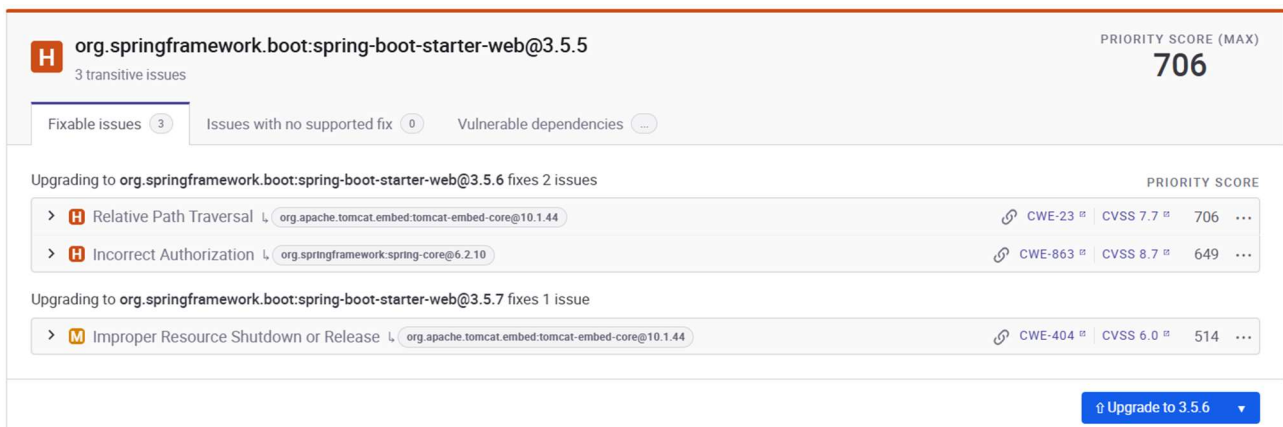 H org.springframework.boot:spring-boot-starter-web@3.5.5 PRIORITY SCORE (MAX)
3 transitive issues 706
Fixable issues 3 Issues with no supported fix 0 Vulnerable dependencies ...
Upgrading to org.springframework.boot:spring-boot-starter-web@3.5.6 fixes 2 issues PRIORITY SCORE
H Relative Path Traversal org.apache.tomcat.embed:tomcat-embed-core@10.1.44 CWE-23 CVSS 7.7 706 ...
H Incorrect Authorization org.springframework:spring-core@6.2.10 CWE-863 CVSS 8.7 649 ...
Upgrading to org.springframework.boot:spring-boot-starter-web@3.5.7 fixes 1 issue
M Improper Resource Shutdown or Release org.apache.tomcat.embed:tomcat-embed-core@10.1.44 CWE-404 CVSS 6.0 514 ...
Upgrade to 3.5.6